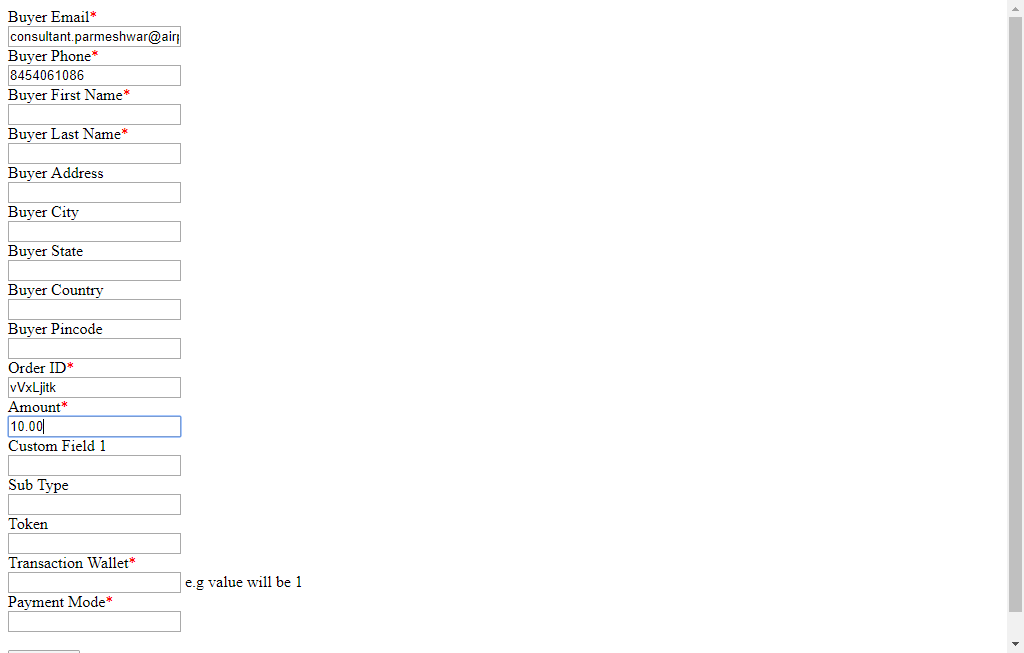 Buyer Email*
consultant.parmeshwar@air
Buyer Phone*
8454061086
Buyer First Name*
Buyer Last Name*
Buyer Address
Buyer City
Buyer State
Buyer Country
Buyer Pincode
Order ID*
vVxLjitk
Amount*
10.00
Custom Field 1
Sub Type
Token
Transaction Wallet*
e.g value will be 1
Payment Mode*